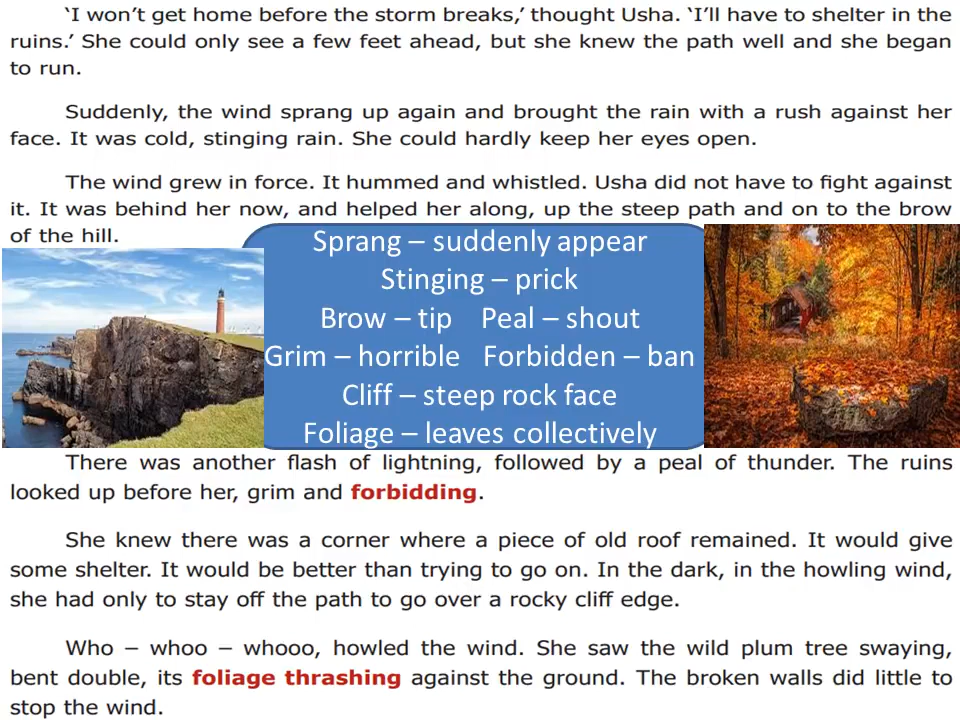 ‘I won’t get home before the storm breaks,’ thought Usha. ‘I’ll have to shelter in the
ruins.’ She could only see a few feet ahead, but she knew the path well and she began
to run.
Suddenly, the wind sprang up again and brought the rain with a rush against her
face. It was cold, stinging rain. She could hardly keep her eyes open.
The wind grew in force. It hummed and whistled. Usha did not have to fight against
it. It was behind her now, and helped her along, up the steep path and on to the brow
of the hill.
Sprang – suddenly appear
Stinging – prick
Brow – tip    Peal – shout
Grim – horrible   Forbidden – ban
Cliff – steep rock face
Foliage – leaves collectively
There was another flash of lightning, followed by a peal of thunder. The ruins
looked up before her, grim and forbidding.
She knew there was a corner where a piece of old roof remained. It would give
some shelter. It would be better than trying to go on. In the dark, in the howling wind,
she had only to stay off the path to go over a rocky cliff edge.
Who – whoo – whooo, howled the wind. She saw the wild plum tree swaying,
bent double, its foliage thrashing against the ground. The broken walls did little to
stop the wind.